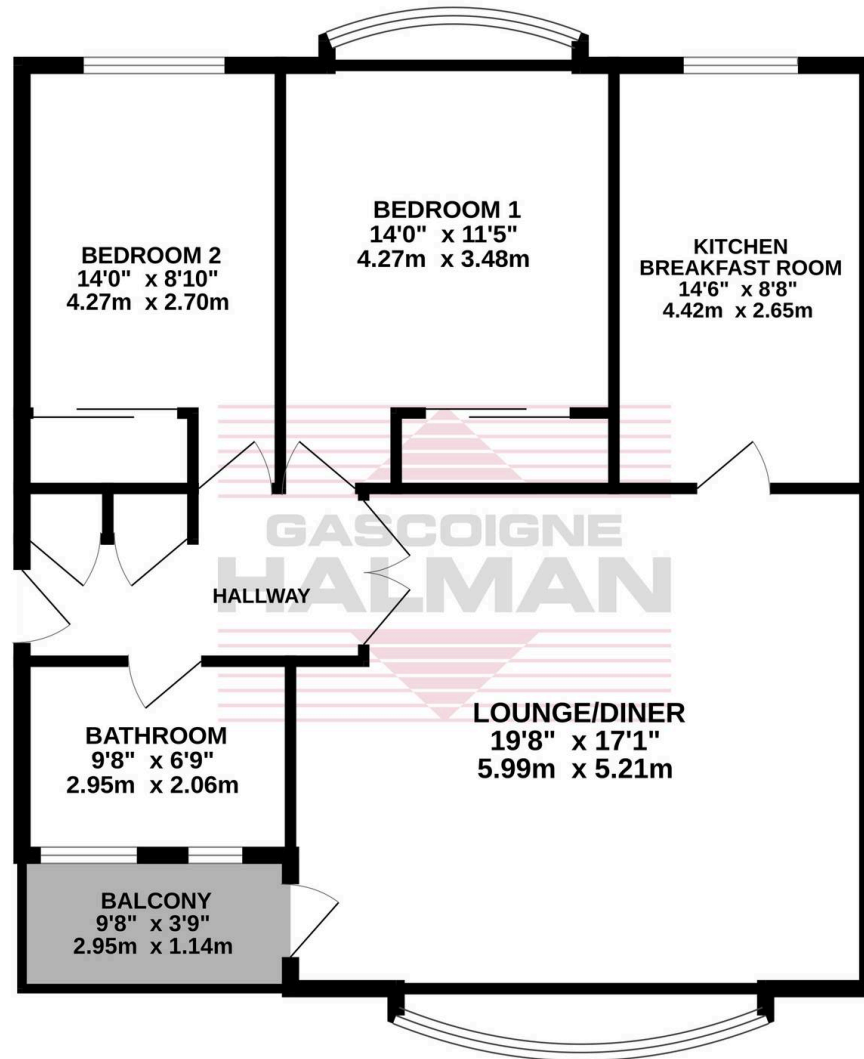 BEDROOM 2
14'0" x 8'10"
4.27m x 2.70m
BEDROOM 1
14'0" x 11'5"
4.27m x 3.48m
KITCHEN
BREAKFAST ROOM
14'6" x 8'8"
4.42m x 2.65m
GASCOIGNE
HALMAN
HALLWAY
BATHROOM
9'8" x 6'9"
2.95m x 2.06m
LOUNGE/DINER
19'8" x 17'1"
5.99m x 5.21m
BALCONY
9'8" x 3'9"
2.95m x 1.14m